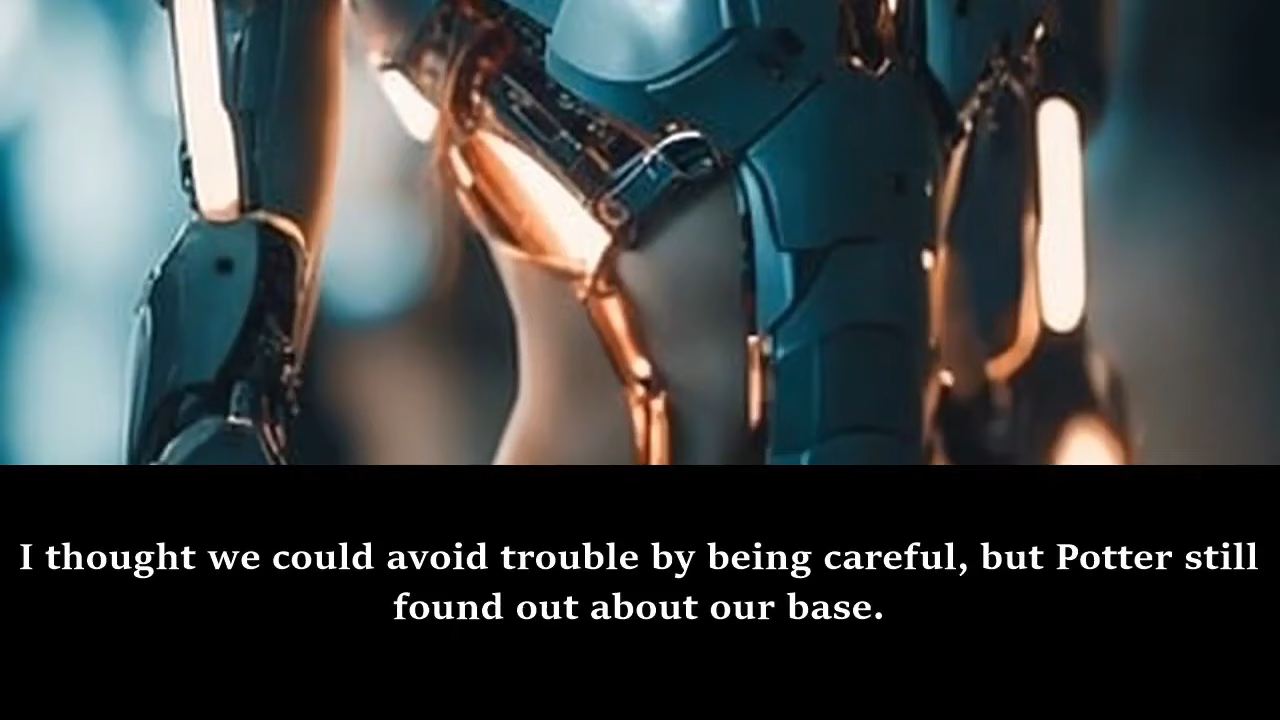 I thought we could avoid trouble by being careful, but Potter still
found out about our base.